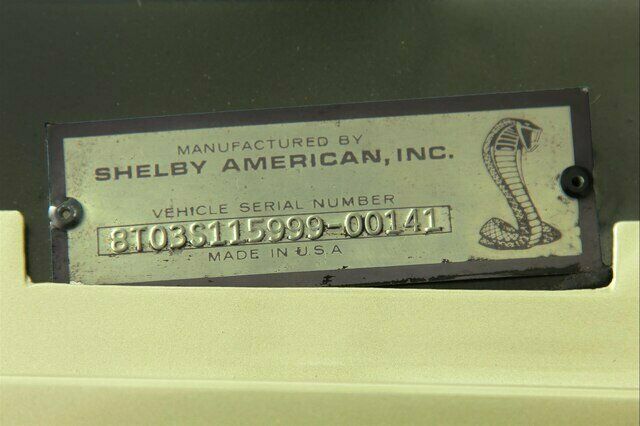 MANUFACTURED BY
SHELBY AMERICAN, INC.
VEHICLE SERIAL NUMBER
8T03S115999-00141
MADE IN U.S.A